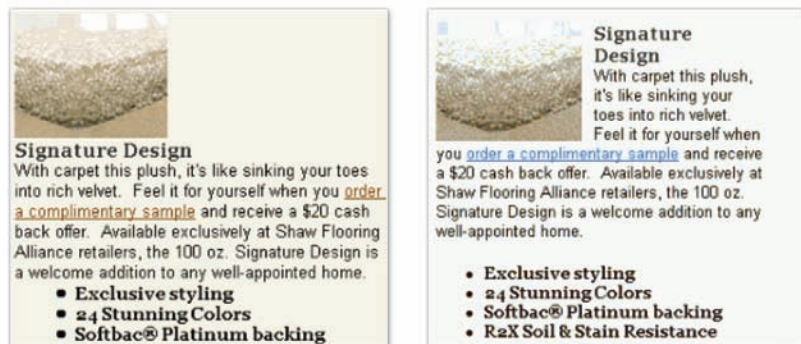 Signature Design
With carpet this plush, it's like sinking your toes
into rich velvet. Feel it for yourself when you order
a complimentary sample and receive a $20 cash
back offer. Available exclusively at Shaw Flooring
Alliance retailers, the 100 oz. Signature Design is
a welcome addition to any well-appointed home.
• Exclusive styling
• 24 Stunning Colors
• Softbac® Platinum backing
Signature
Design
With carpet this plush,
it's like sinking your
toes into rich velvet.
Feel it for yourself when
you order a complimentary sample and receive
a $20 cash back offer. Available exclusively at
Shaw Flooring Alliance retailers, the 100 oz.
Signature Design is a welcome addition to any
well-appointed home.
• Exclusive styling
• 24 Stunning Colors
• Softbac® Platinum backing
• R2X Soil & Stain Resistance